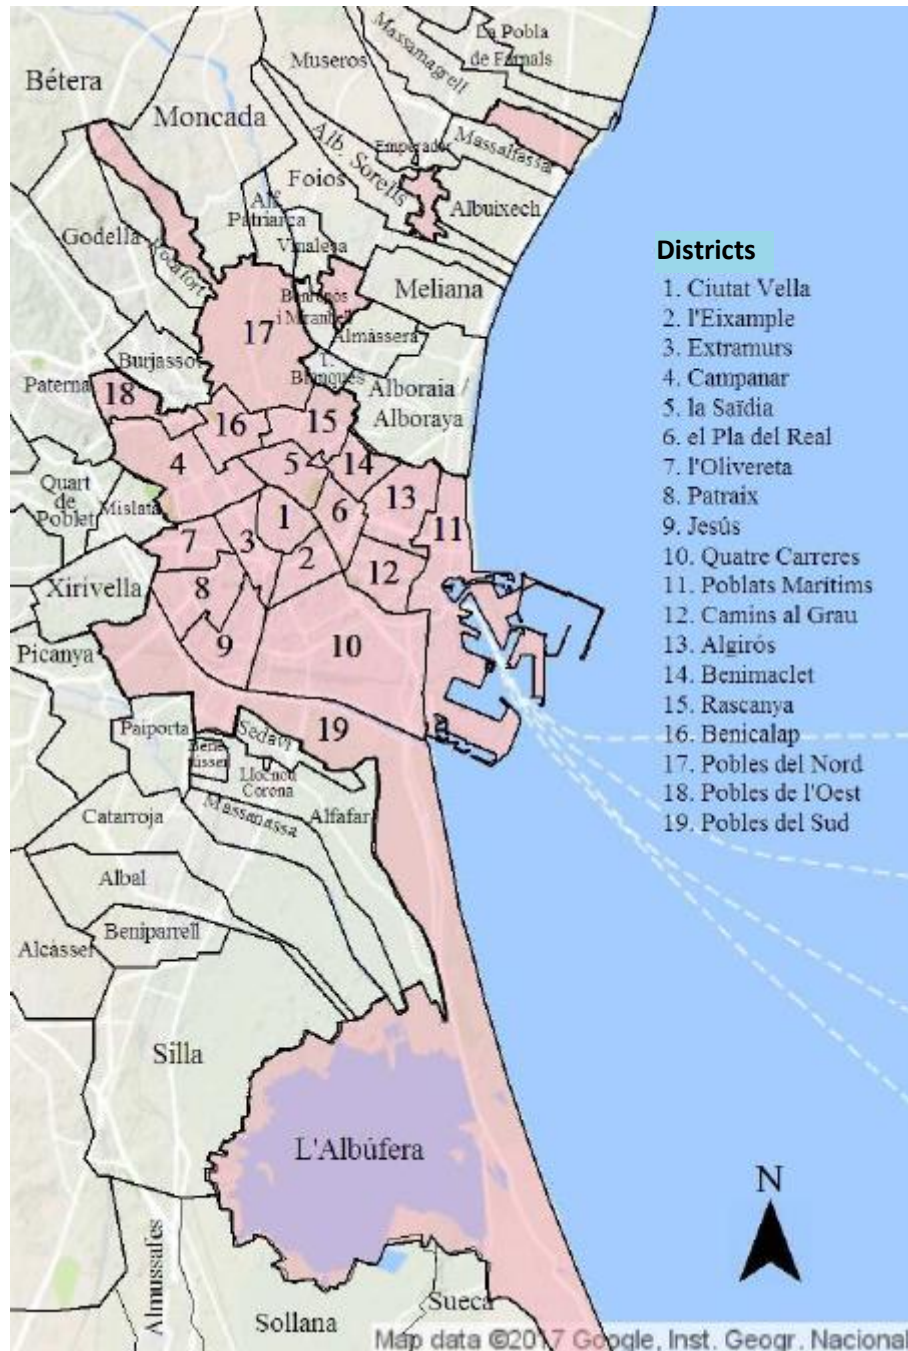 La Pobla
de Farnals
Massamagrell
Museros
Bétera
Moncada
Alb. Sorells
Emperador
Massalfassar
Foios
Albuixech
Alf.
Patriarca
Godella
Rocafort
Vinalesa
Meliana
Bonrepòs
i Mirambell
17
Almàssera
Burjassot
T.
Blanques
Paterna
18
Alboraia /
Alboraya
16
15
4
5
14
13
Quart
de
Poblet
Mislata
1
6
11
7
3
2
12
Xirivella
8
9
10
Picanya
19
Paiporta
Sedaví
Bene-
tússer
Llocnou
Corona
Massanassa
Alfafar
Catarroja
Albal
Beniparrell
Alcàsser
Silla
L'Albúfera
Almussafes
Sollana
Sueca
Districts
1. Ciutat Vella
2. l'Eixample
3. Extramurs
4. Campanar
5. la Saïdia
6. el Pla del Real
7. l'Olivereta
8. Patraix
9. Jesús
10. Quatre Carreres
11. Poblats Marítims
12. Camins al Grau
13. Algirós
14. Benimaclet
15. Rascanya
16. Benicalap
17. Pobles del Nord
18. Pobles de l'Oest
19. Pobles del Sud
N
Map data ©2017 Google, Inst. Geogr. Nacional